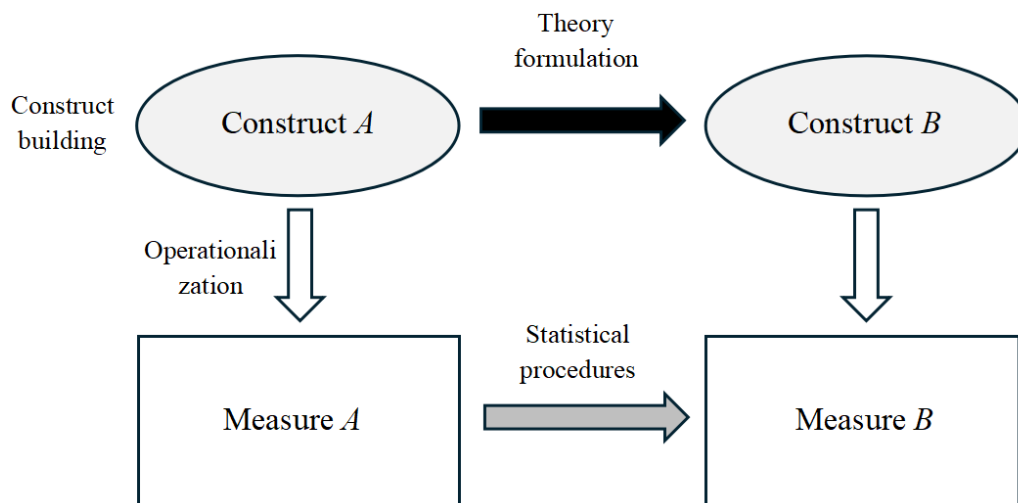 Theory
formulation
Construct
building
Construct A
Construct B
Operationali
zation
Statistical
procedures
Measure A
Measure B